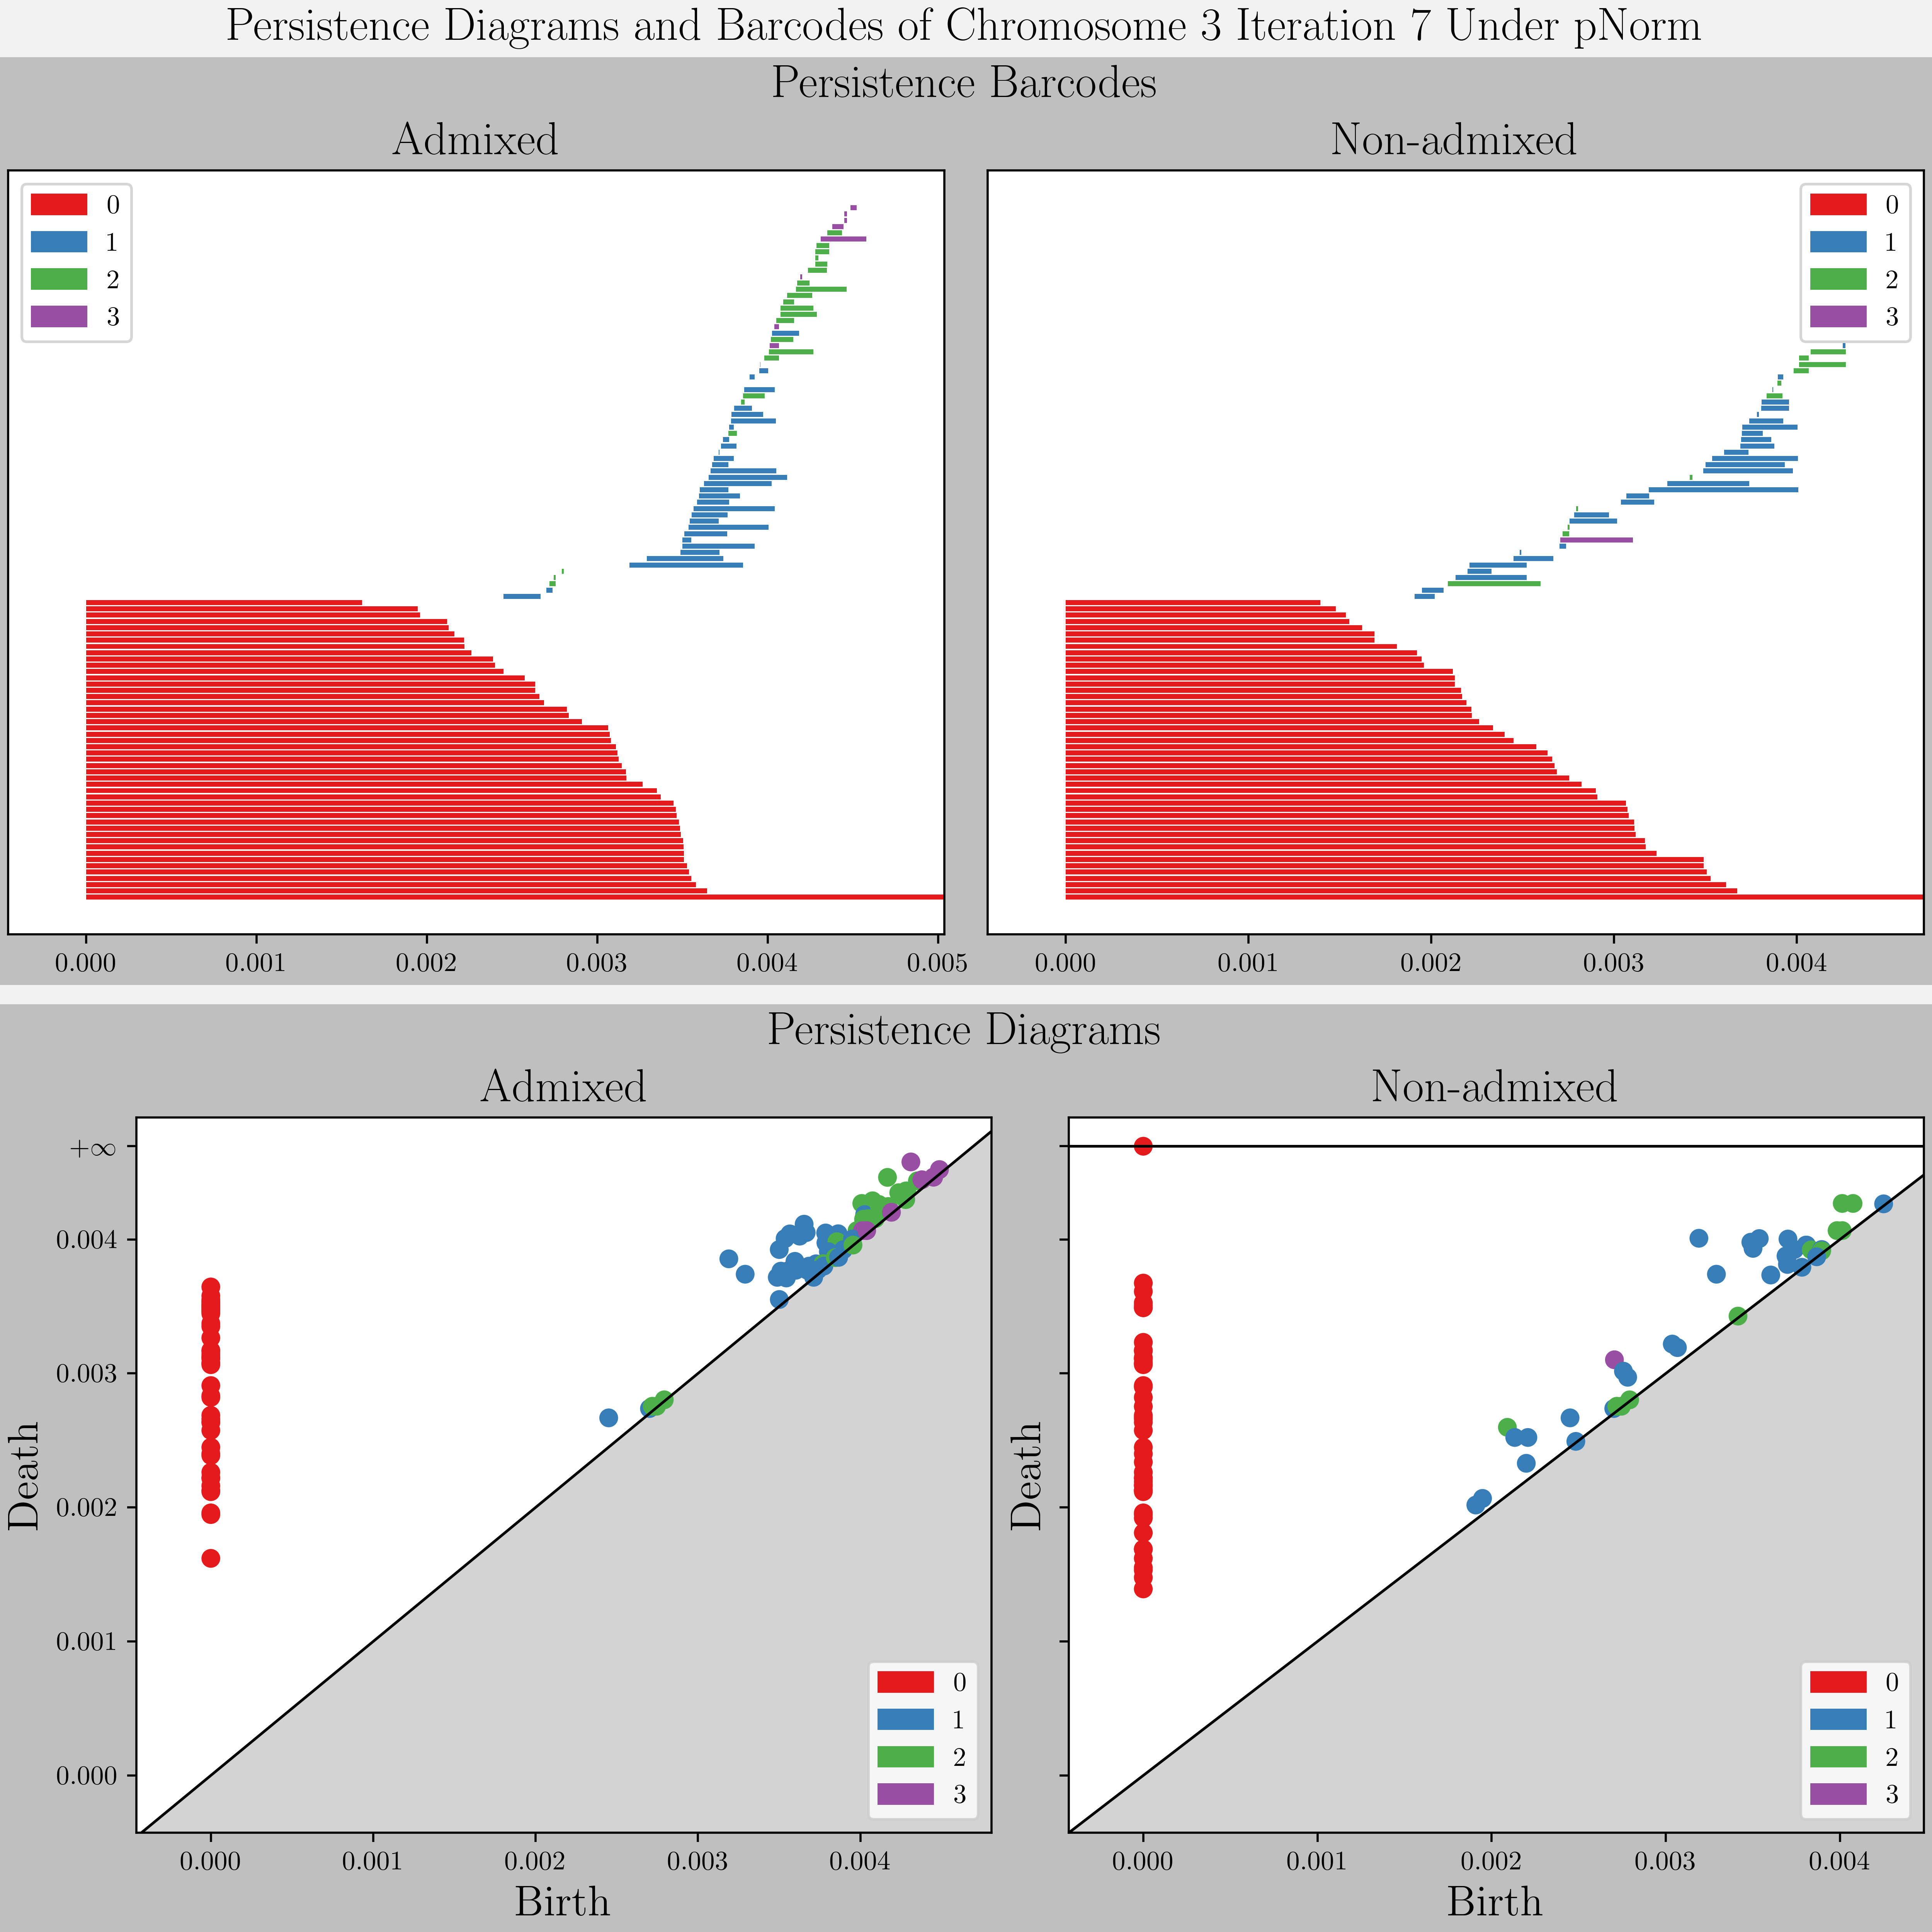 Persistence Diagrams and Barcodes of Chromosome 3 Iteration 7 Under pNorm
Persistence Barcodes
Admixed
0
1
2
3
0.000 0.001 0.002 0.003 0.004 0.005
Non-admixed
0
1
2
3
0.000 0.001 0.002 0.003 0.004
Persistence Diagrams
Admixed
+∞
0.004
0.003
0.002
0.001
0.000
Death
0
1
2
3
0.000 0.001 0.002 0.003 0.004
Birth
Non-admixed
Death
0
1
2
3
0.000 0.001 0.002 0.003 0.004
Birth